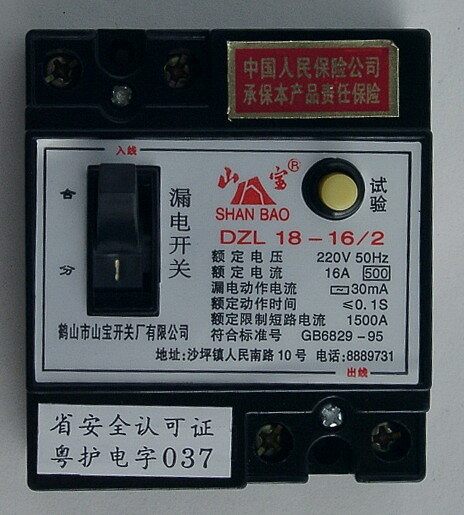 中国人民保险公司
承保本产品责任保险
入线
合
分
漏电开关
山宝®
SHAN BAO
试验
DZL 18-16/2
额定电压 220V 50Hz
额定电流 16A 500
漏电动作电流 ~30mA
额定动作时间 ≤0.1S
额定限制短路电流 1500A
符合标准号 GB6829-95
鹤山市山宝开关厂有限公司
地址:沙坪镇人民南路10号 电话:8889731
出线
省安全认可证
粤护电字037